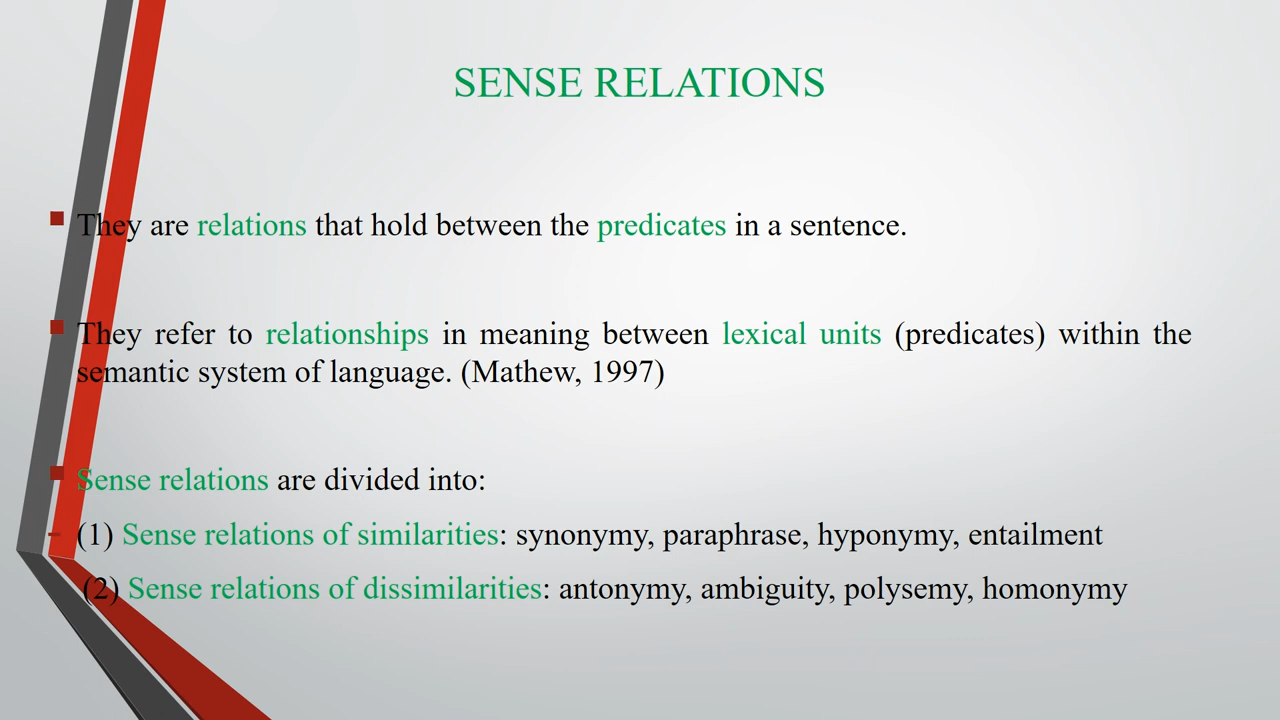 SENSE RELATIONS
They are relations that hold between the predicates in a sentence.
They refer to relationships in meaning between lexical units (predicates) within the
semantic system of language. (Mathew, 1997)
Sense relations are divided into:
- (1) Sense relations of similarities: synonymy, paraphrase, hyponymy, entailment
(2) Sense relations of dissimilarities: antonymy, ambiguity, polysemy, homonymy